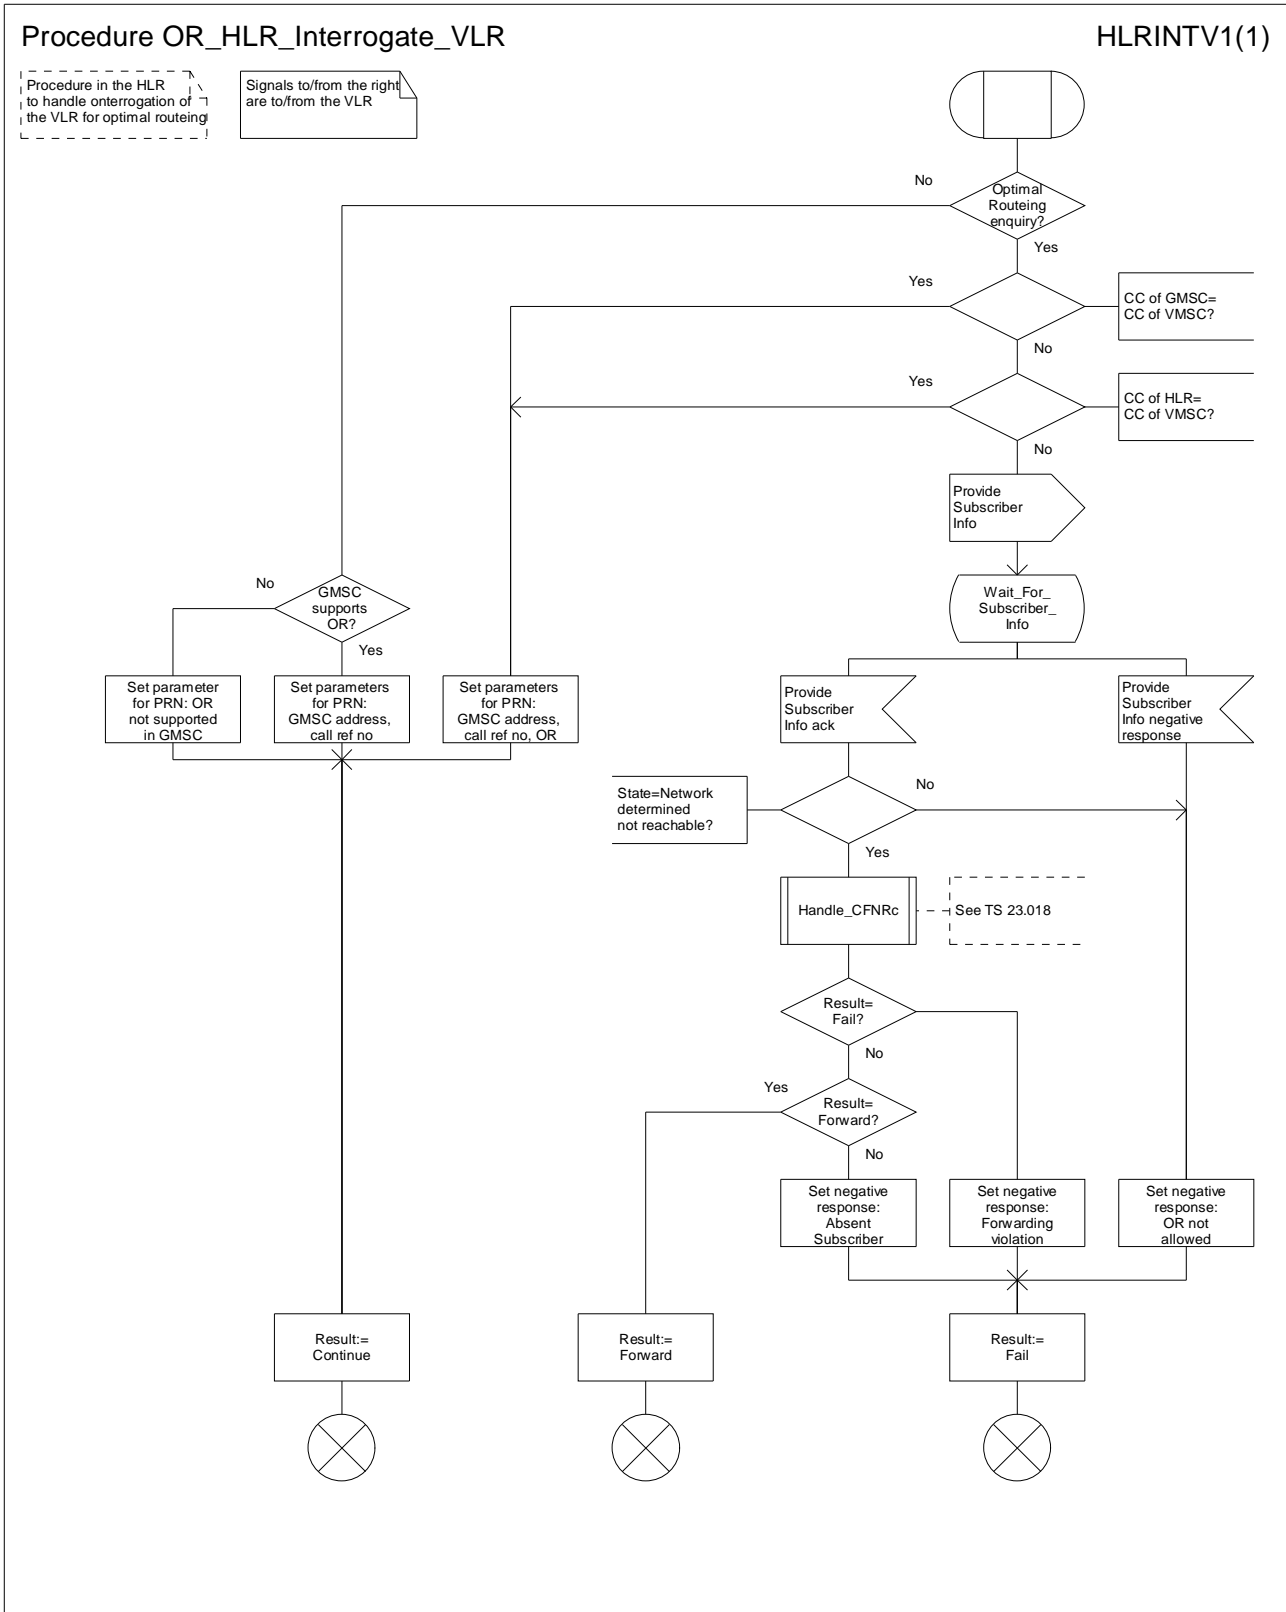 Procedure OR_HLR_Interrogate_VLR
HLRINTV1(1)
Procedure in the HLR
to handle onterrogation of
the VLR for optimal routeing
Signals to/from the right
are to/from the VLR
No
Optimal
Routeing
enquiry?
Yes
Yes
CC of GMSC=
CC of VMSC?
No
Yes
CC of HLR=
CC of VMSC?
No
Provide
Subscriber
Info
No
GMSC
supports
OR?
Yes
Wait_For_
Subscriber_
Info
Set parameter
for PRN: OR
not supported
in GMSC
Set parameters
for PRN:
GMSC address,
call ref no
Set parameters
for PRN:
GMSC address,
call ref no, OR
Provide
Subscriber
Info ack
Provide
Subscriber
Info negative
response
State=Network
determined
not reachable?
No
Yes
Handle_CFNRc
See TS 23.018
Result=
Fail?
No
Yes
Result=
Forward?
No
Set negative
response:
Absent
Subscriber
Set negative
response:
Forwarding
violation
Set negative
response:
OR not
allowed
Result:=
Continue
Result:=
Forward
Result:=
Fail